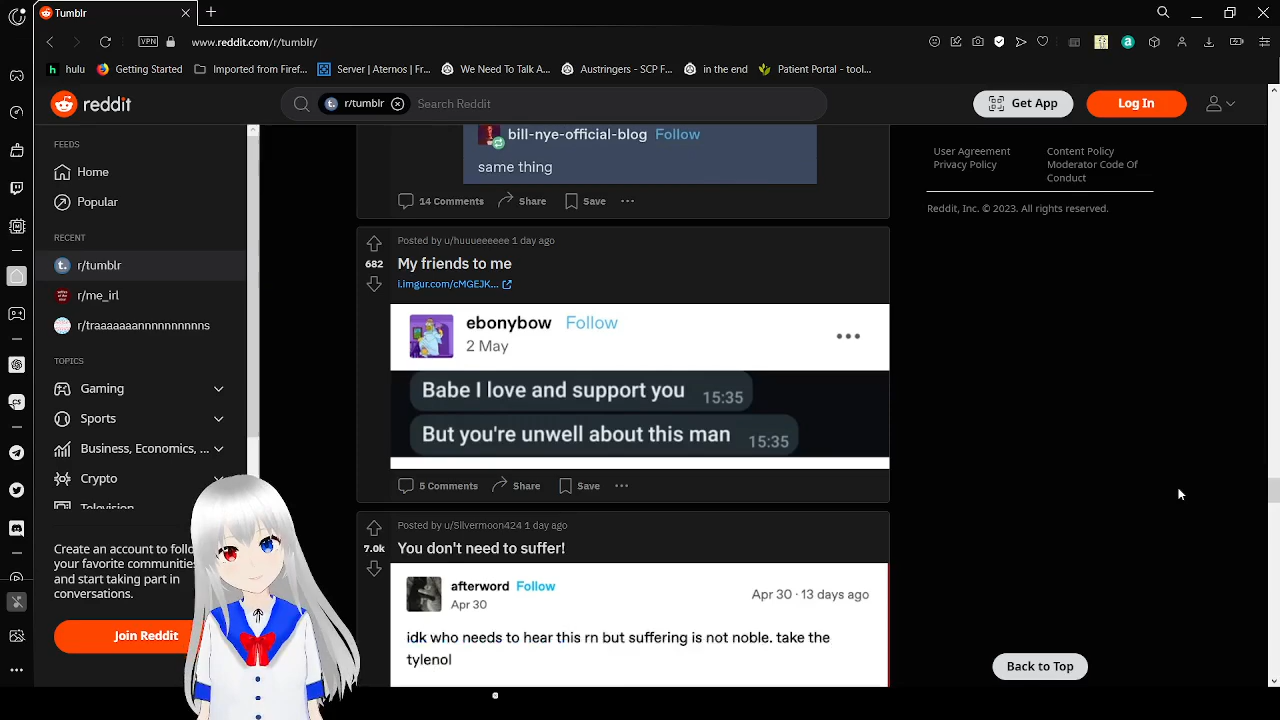 Tumblr
VPN
www.reddit.com/r/tumblr/
hulu
Getting Started
Imported from Firef...
Server | Aternos | Fr...
We Need To Talk A...
Austringers - SCP F...
in the end
Patient Portal - tool...
reddit
r/tumblr
Search Reddit
Get App
Log In
FEEDS
Home
Popular
RECENT
r/tumblr
r/me_irl
r/traaaaaaannnnnnnnnns
TOPICS
Gaming
Sports
Business, Economics, ...
Crypto
Television
Create an account to follo
your favorite communities
and start taking part in
conversations.
Join Reddit
bill-nye-official-blog Follow
same thing
14 Comments Share Save
Posted by u/huuueeeeee 1 day ago
682
My friends to me
i.imgur.com/cMGEJK...
ebonybow Follow
2 May
Babe I love and support you 15:35
But you're unwell about this man 15:35
5 Comments Share Save
Posted by u/Silvermoon424 1 day ago
7.0k
You don't need to suffer!
afterword Follow
Apr 30
Apr 30 · 13 days ago
idk who needs to hear this rn but suffering is not noble. take the
tylenol
User Agreement
Privacy Policy
Content Policy
Moderator Code Of
Conduct
Reddit, Inc. © 2023. All rights reserved.
Back to Top